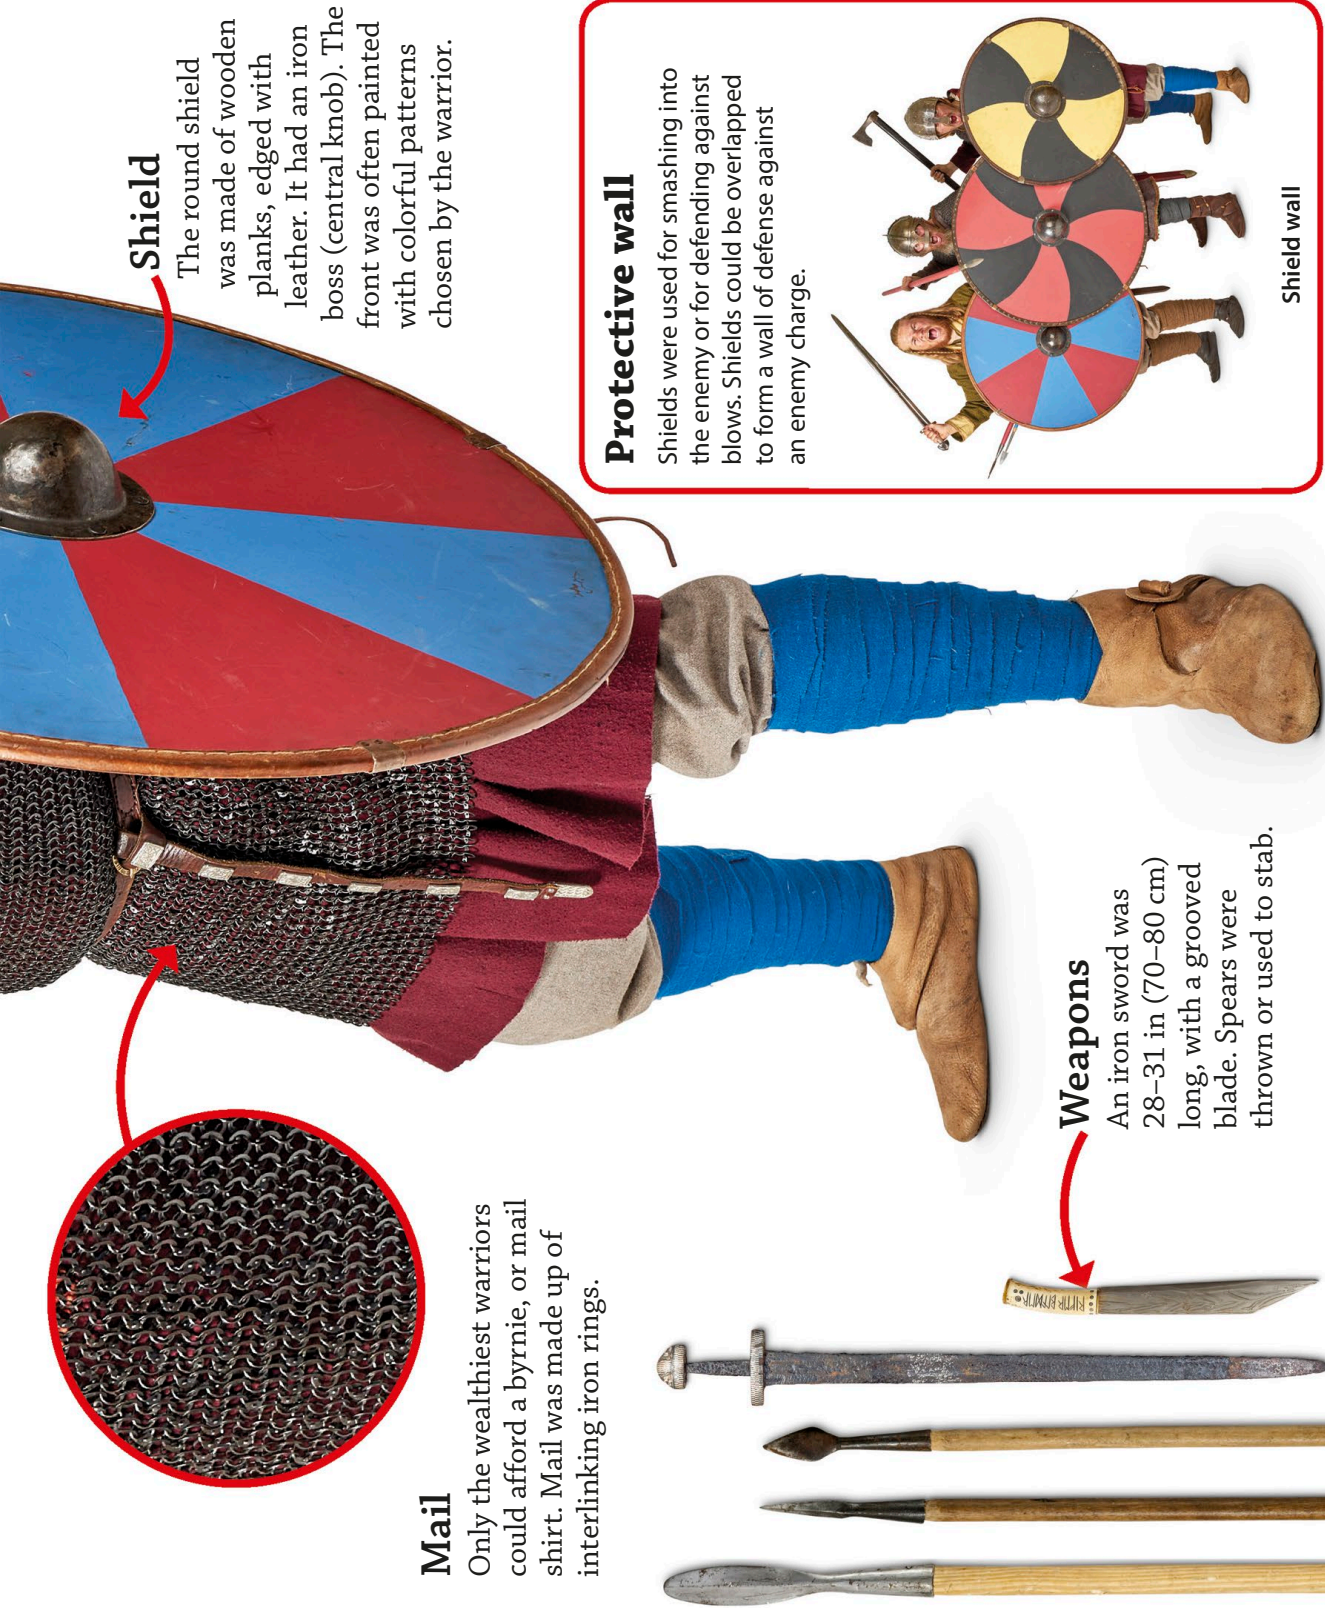 Shield
The round shield
was made of wooden
planks, edged with
leather. It had an iron
boss (central knob). The
front was often painted
with colorful patterns
chosen by the warrior.
Mail
Only the wealthiest warriors
could afford a byrnie, or mail
shirt. Mail was made up of
interlinking iron rings.
Weapons
An iron sword was
28–31 in (70–80 cm)
long, with a grooved
blade. Spears were
thrown or used to stab.
Protective wall
Shields were used for smashing into
the enemy or for defending against
blows. Shields could be overlapped
to form a wall of defense against
an enemy charge.
Shield wall